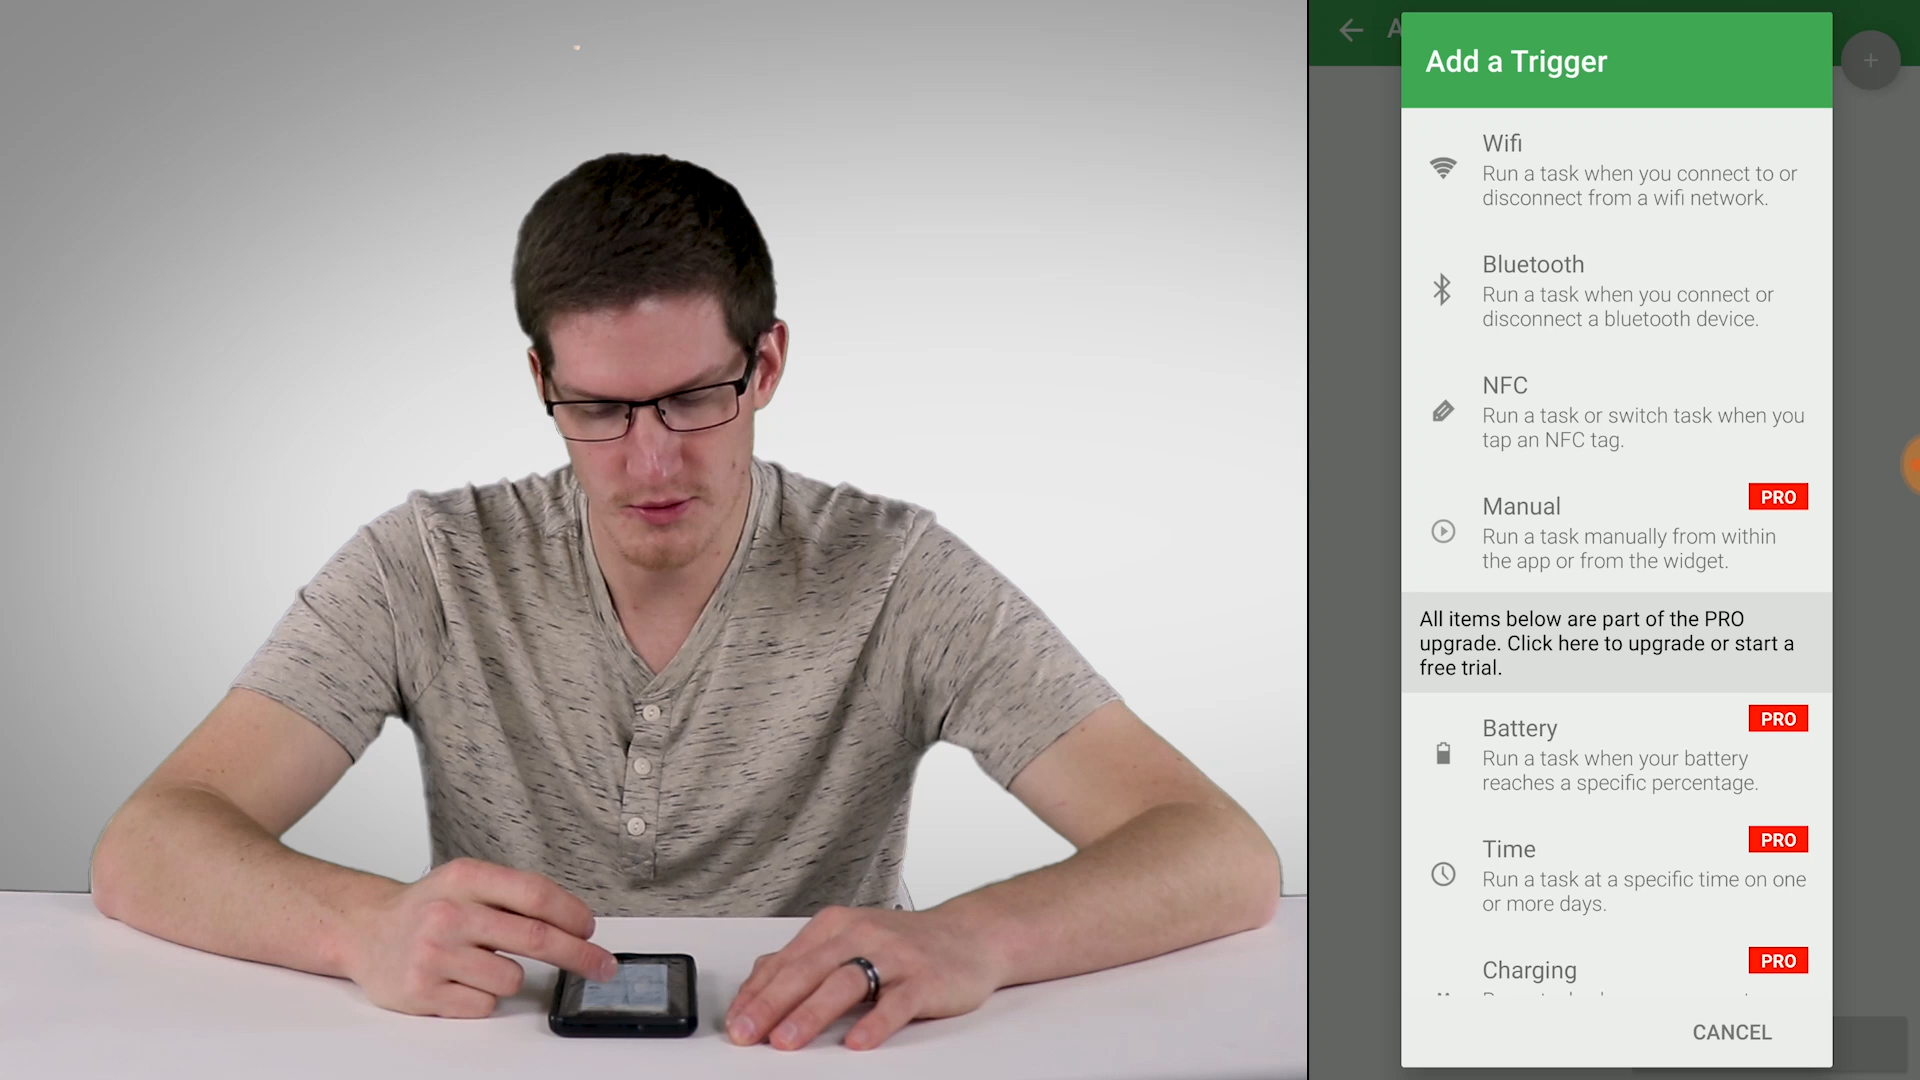 A
Add a Trigger
Wifi
Run a task when you connect to or
disconnect from a wifi network.
Bluetooth
Run a task when you connect or
disconnect a bluetooth device.
NFC
Run a task or switch task when you
tap an NFC tag.
Manual
PRO
Run a task manually from within
the app or from the widget.
All items below are part of the PRO
upgrade. Click here to upgrade or start a
free trial.
Battery
PRO
Run a task when your battery
reaches a specific percentage.
Time
PRO
Run a task at a specific time on one
or more days.
Charging
PRO
CANCEL